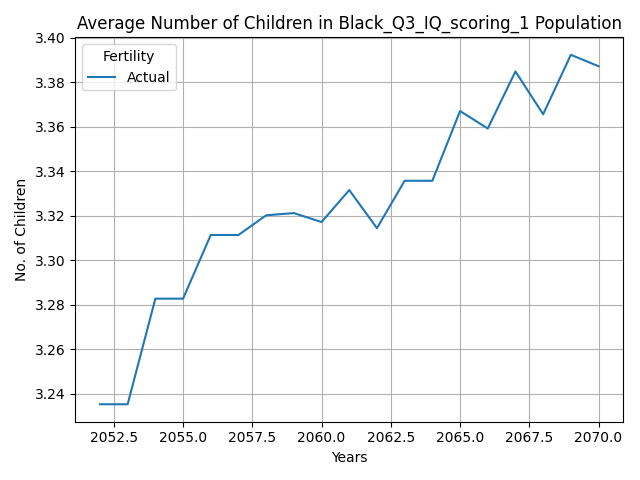 Average Number of Children in Black_Q3_IQ_scoring_1 Population
3.40
3.38
3.36
3.34
3.32
3.30
3.28
3.26
3.24
No. of Children
Fertility
Actual
2052.5 2055.0 2057.5 2060.0 2062.5 2065.0 2067.5 2070.0
Years